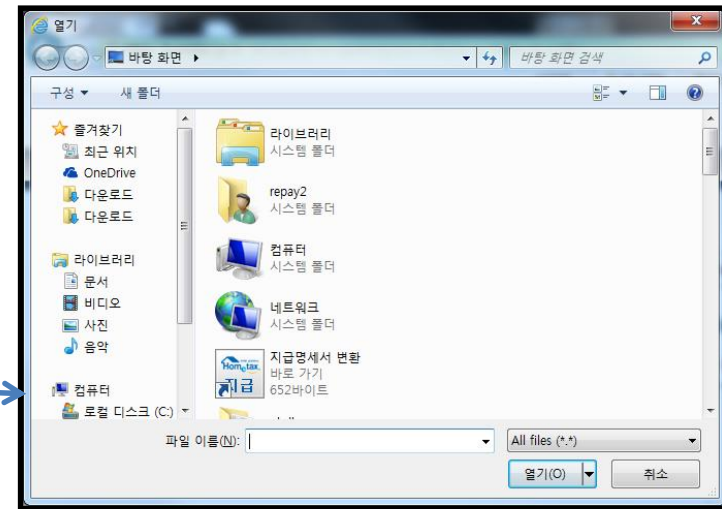 열기
바탕 화면
바탕 화면 검색
구성
새 폴더
즐겨찾기
최근 위치
OneDrive
다운로드
다운로드
라이브러리
문서
비디오
사진
음악
컴퓨터
로컬 디스크 (C:)
라이브러리
시스템 폴더
repay2
시스템 폴더
컴퓨터
시스템 폴더
네트워크
시스템 폴더
Hometax.
지급
지급명세서 변환
바로 가기
652바이트
파일 이름(N):
All files (*.*)
열기(O)
취소